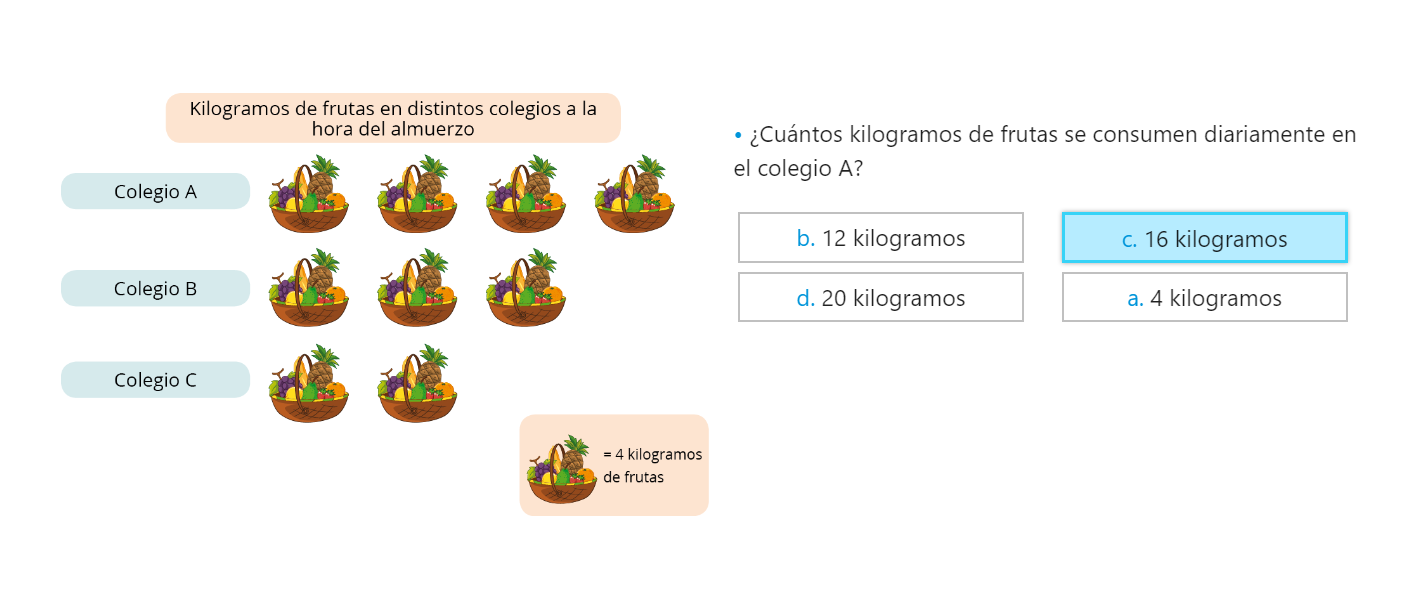 Kilogramos de frutas en distintos colegios a la
hora del almuerzo
Colegio A
Colegio B
Colegio C
= 4 kilogramos
de frutas
• ¿Cuántos kilogramos de frutas se consumen diariamente en
el colegio A?
b. 12 kilogramos
c. 16 kilogramos
d. 20 kilogramos
a. 4 kilogramos